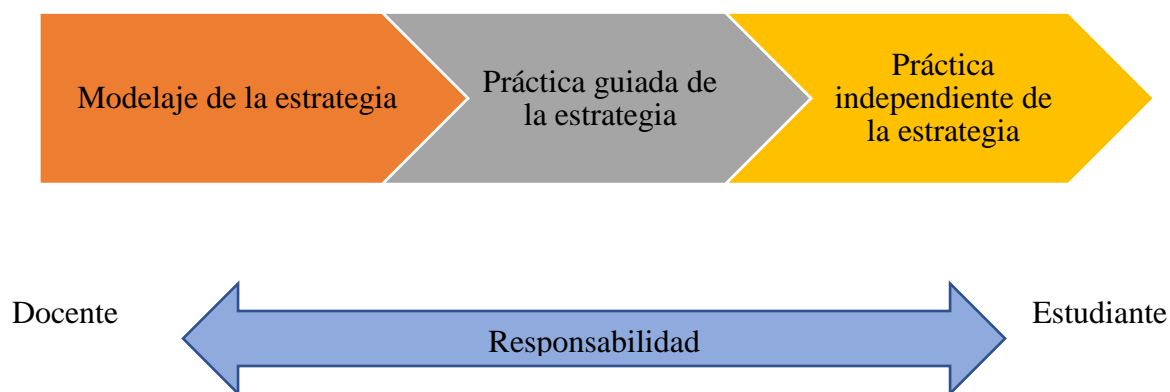 Modelaje de la estrategia
Práctica guiada de
la estrategia
Práctica
independiente de
la estrategia
Docente
Responsabilidad
Estudiante